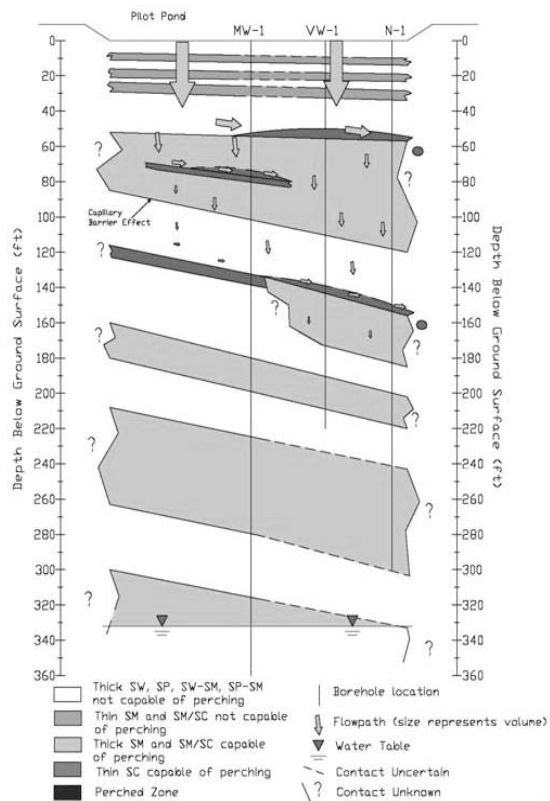 Pilot Pond
MW-1 VW-1 N-1
Depth Below Ground Surface (ft)
0
20
40
60
80
100
120
140
160
180
200
220
240
260
280
300
320
340
360
?
?
?
?
?
?
?
?
?
?
?
Capillary
Barrier Effect
0
20
40
60
80
100
120
140
160
180
200
220
240
260
280
300
320
340
360
Depth Below Ground Surface (ft)
Thick SW, SP, SW-SM, SP-SM
not capable of perching
Thin SM and SM/SC not capable
of perching
Thick SM and SM/SC capable
of perching
Thin SC capable of perching
Perched Zone
Borehole location
Flowpath (size represents volume)
Water Table
Contact Uncertain
? Contact Unknown